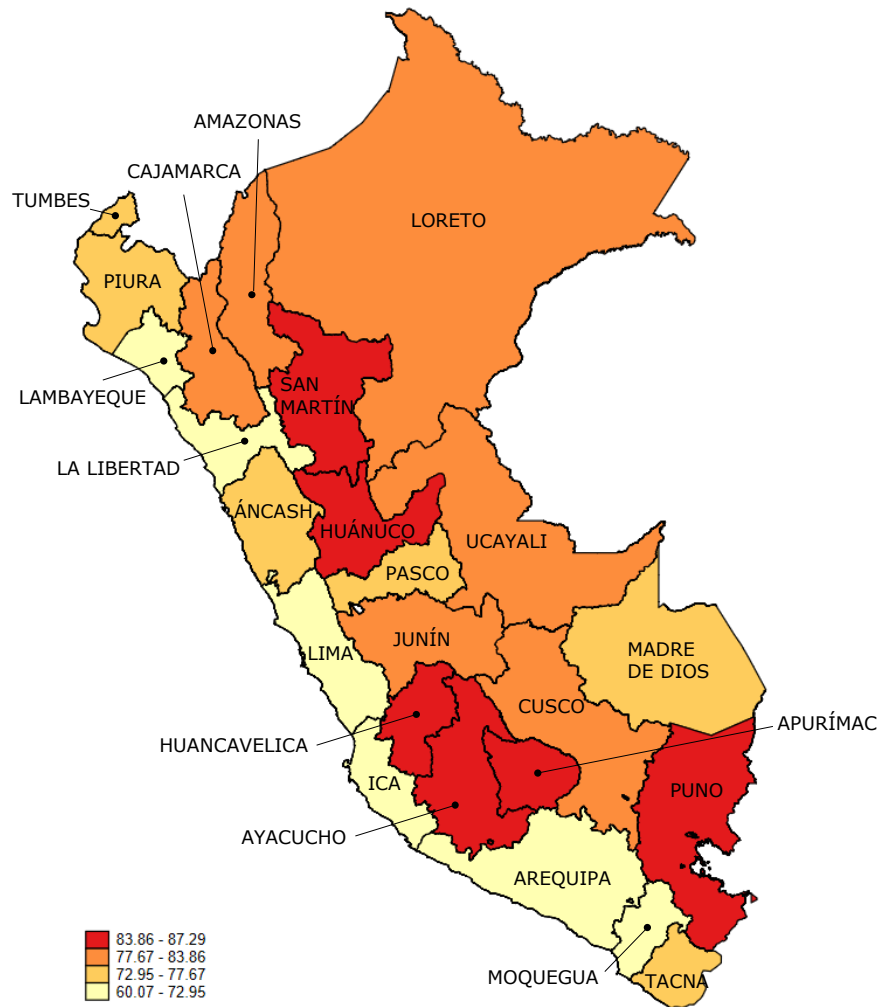 AMAZONAS
CAJAMARCA
TUMBES
LORETO
PIURA
SAN
MARTÍN
LAMBAYEQUE
LA LIBERTAD
ÁNCASH
HUÁNUCO
UCAYALI
PASCO
JUNÍN
LIMA
MADRE
DE DIOS
CUSCO
APURÍMAC
HUANCAVELICA
ICA
PUNO
AYACUCHO
AREQUIPA
MOQUEGUA
TACNA
83.86 - 87.29
77.67 - 83.86
72.95 - 77.67
60.07 - 72.95